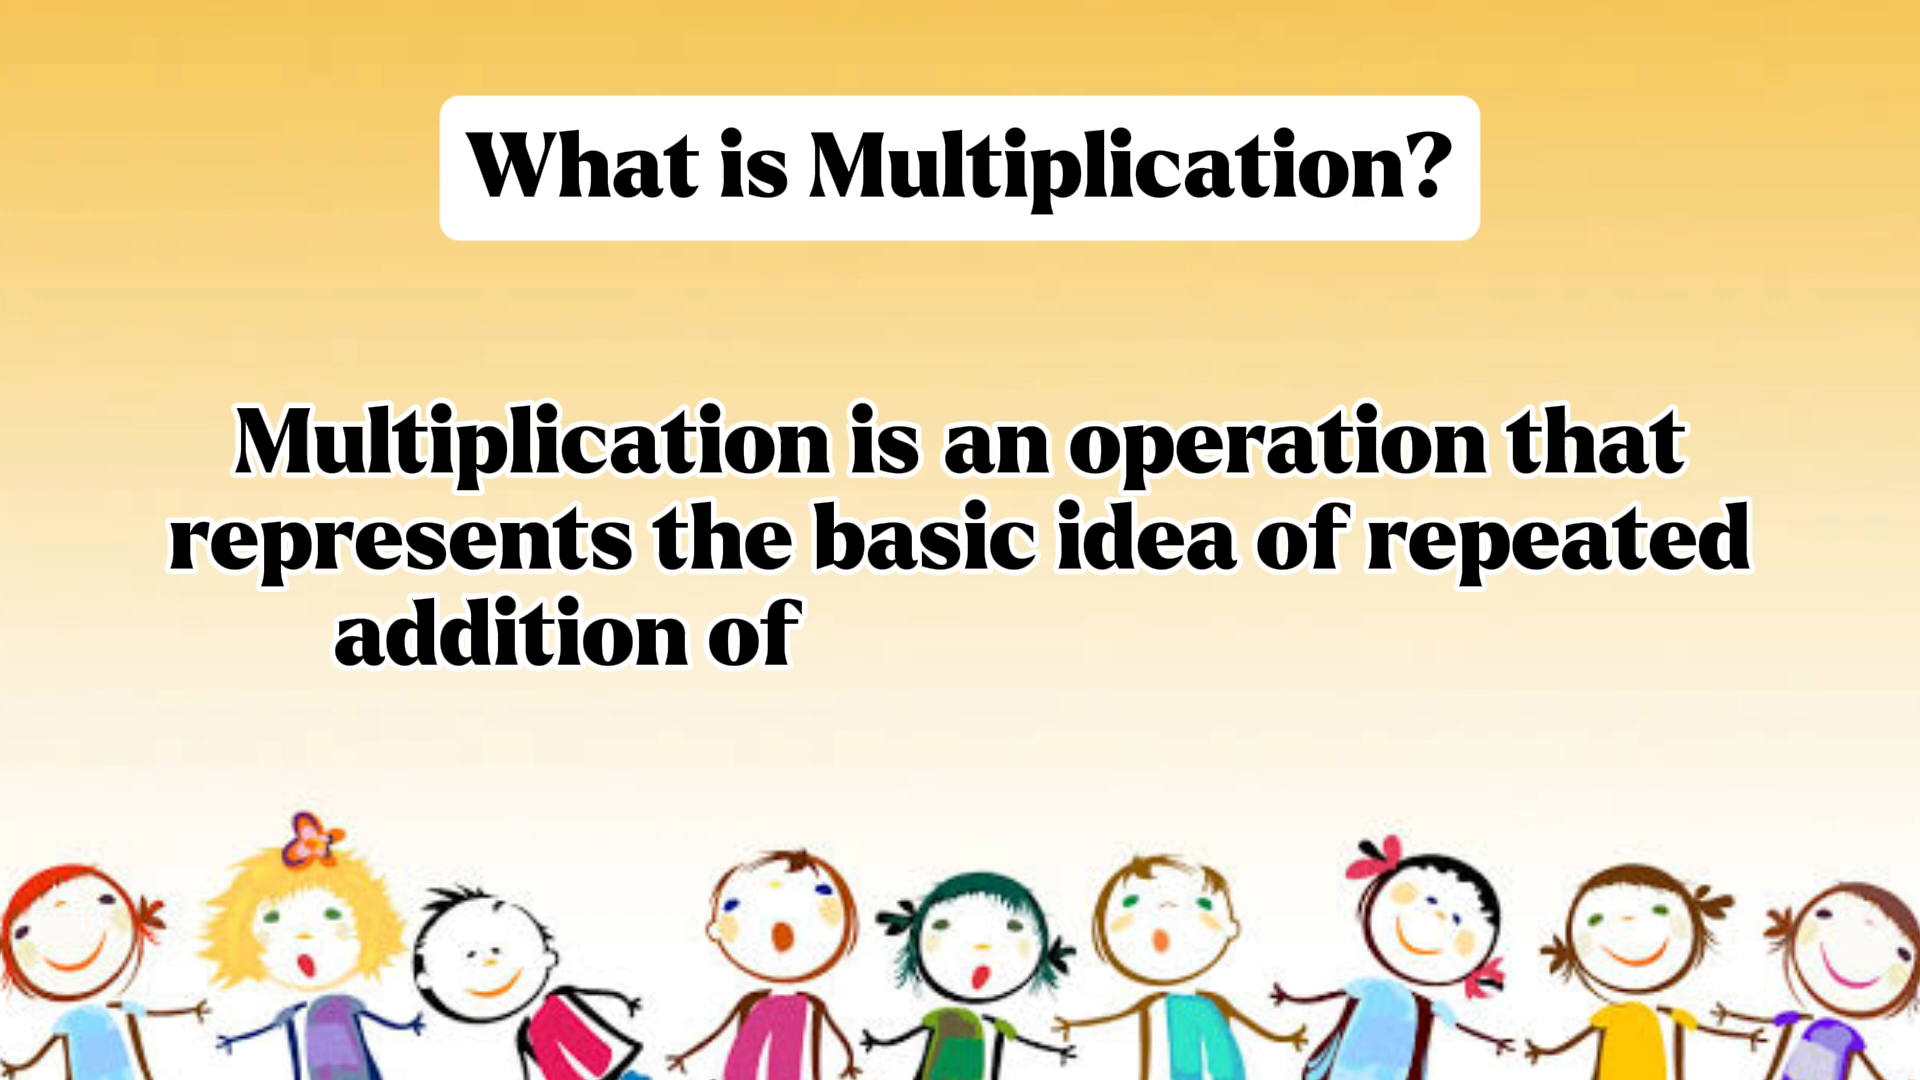 What is Multiplication?
Multiplication is an operation that
represents the basic idea of repeated
addition of